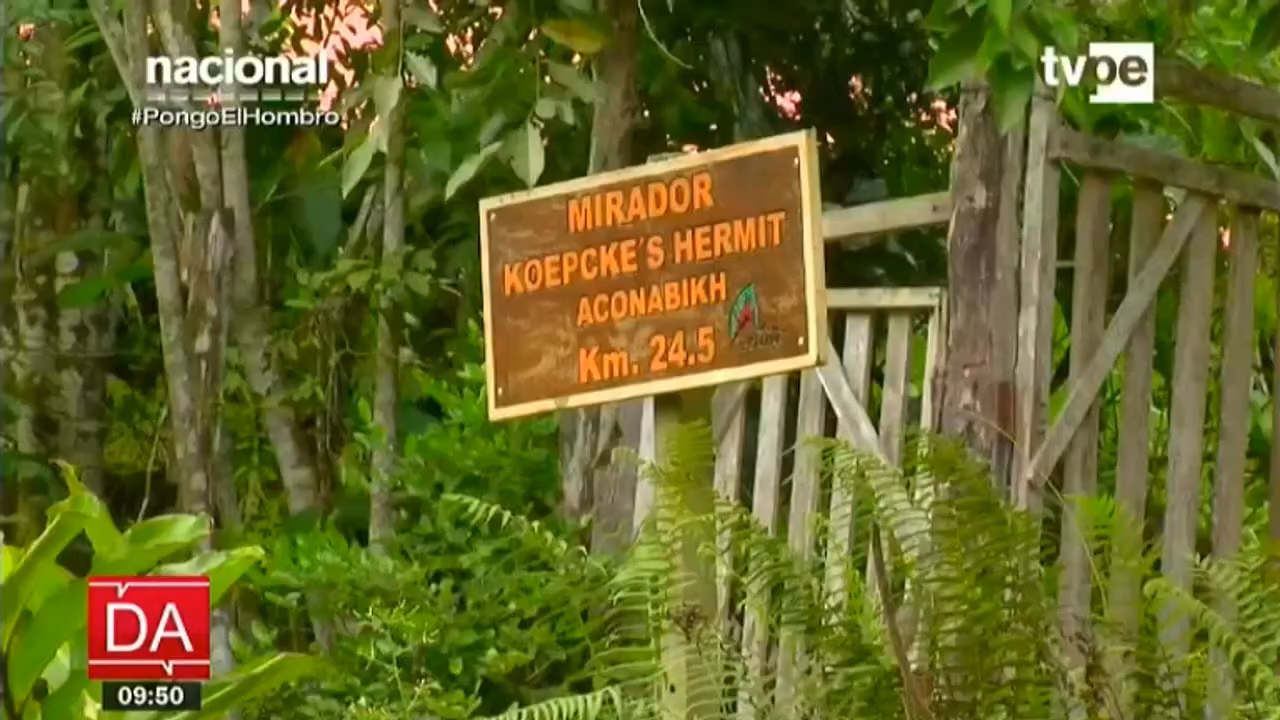 nacional
#PongoElHombro
tvpe
MIRADOR
KOEPCKE´S HERMIT
ACONABIKH
Km. 24.5
DA
09:50